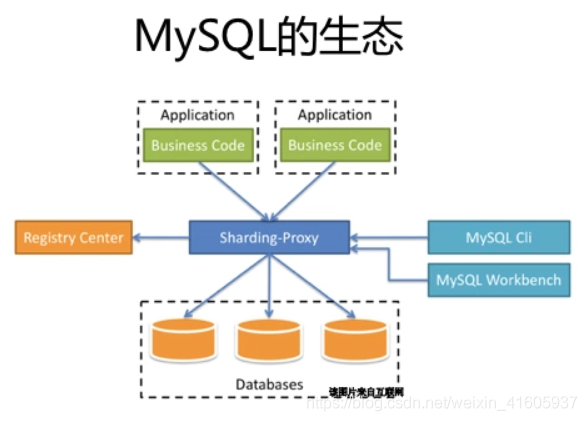 MySQL的生态
Application
Application
Business Code
Business Code
Registry Center
Sharding-Proxy
MySQL Cli
MySQL Workbench
Databases
该图片来自互联网
https://blog.csdn.net/weixin_41605937